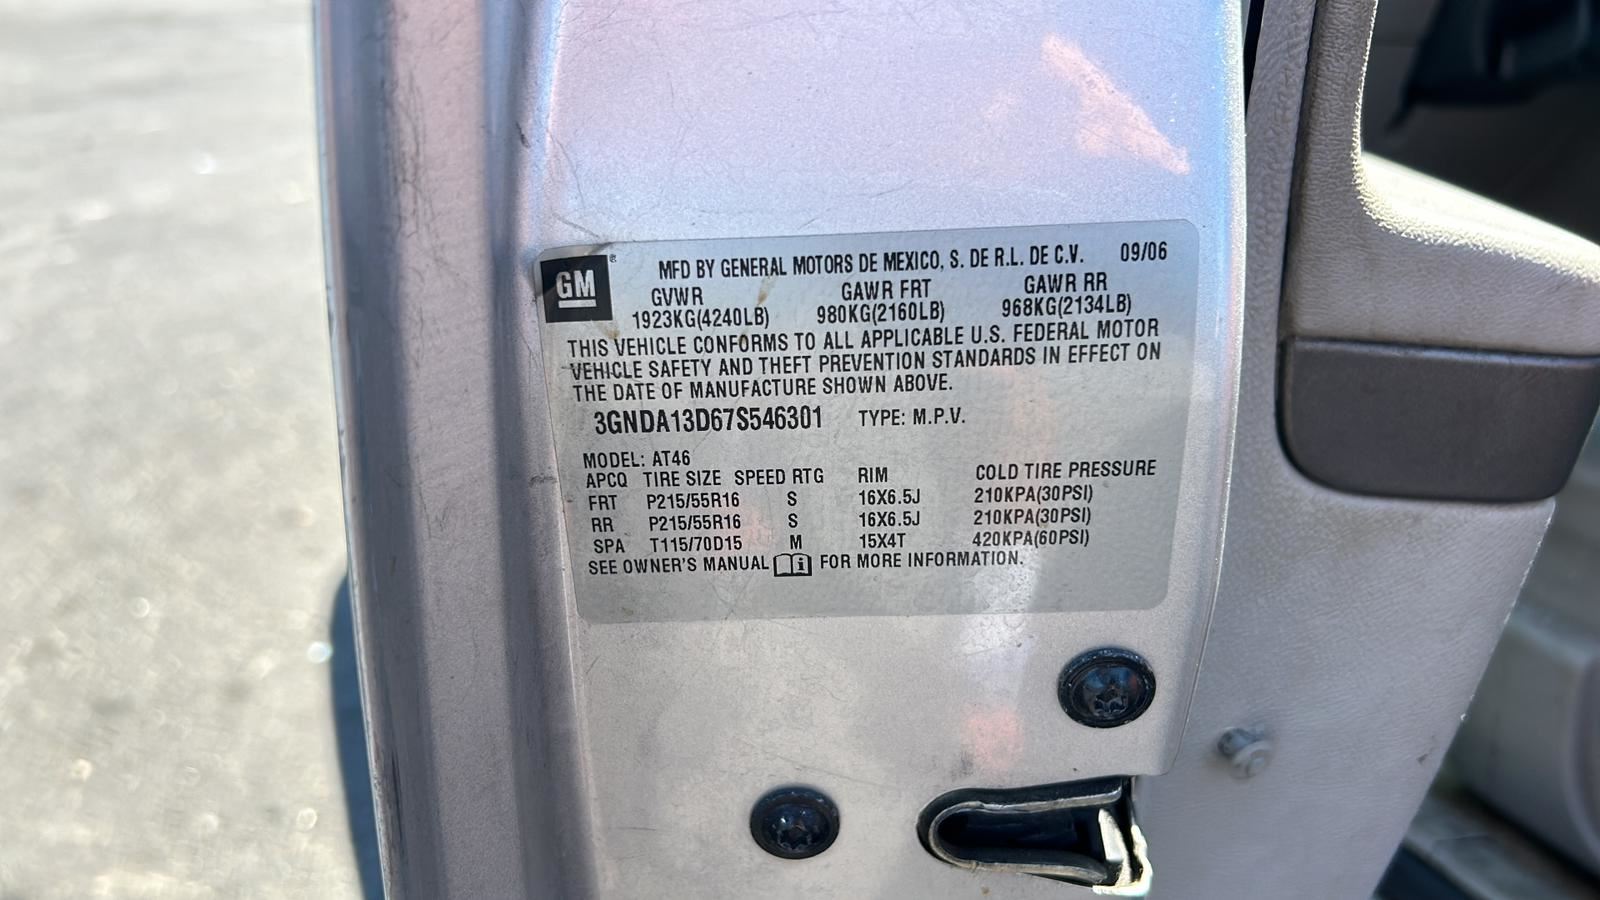 GM ® MFD BY GENERAL MOTORS DE MEXICO, S. DE R.L. DE C.V. 09/06
GVWR GAWR FRT GAWR RR
1923KG(4240LB) 980KG(2160LB) 968KG(2134LB)
THIS VEHICLE CONFORMS TO ALL APPLICABLE U.S. FEDERAL MOTOR
VEHICLE SAFETY AND THEFT PREVENTION STANDARDS IN EFFECT ON
THE DATE OF MANUFACTURE SHOWN ABOVE.
3GNDA13D67S546301 TYPE: M.P.V.
MODEL: AT46
APCQ TIRE SIZE SPEED RTG RIM COLD TIRE PRESSURE
FRT P215/55R16 S 16X6.5J 210KPA(30PSI)
RR P215/55R16 S 16X6.5J 210KPA(30PSI)
SPA T115/70D15 M 15X4T 420KPA(60PSI)
SEE OWNER'S MANUAL i FOR MORE INFORMATION.